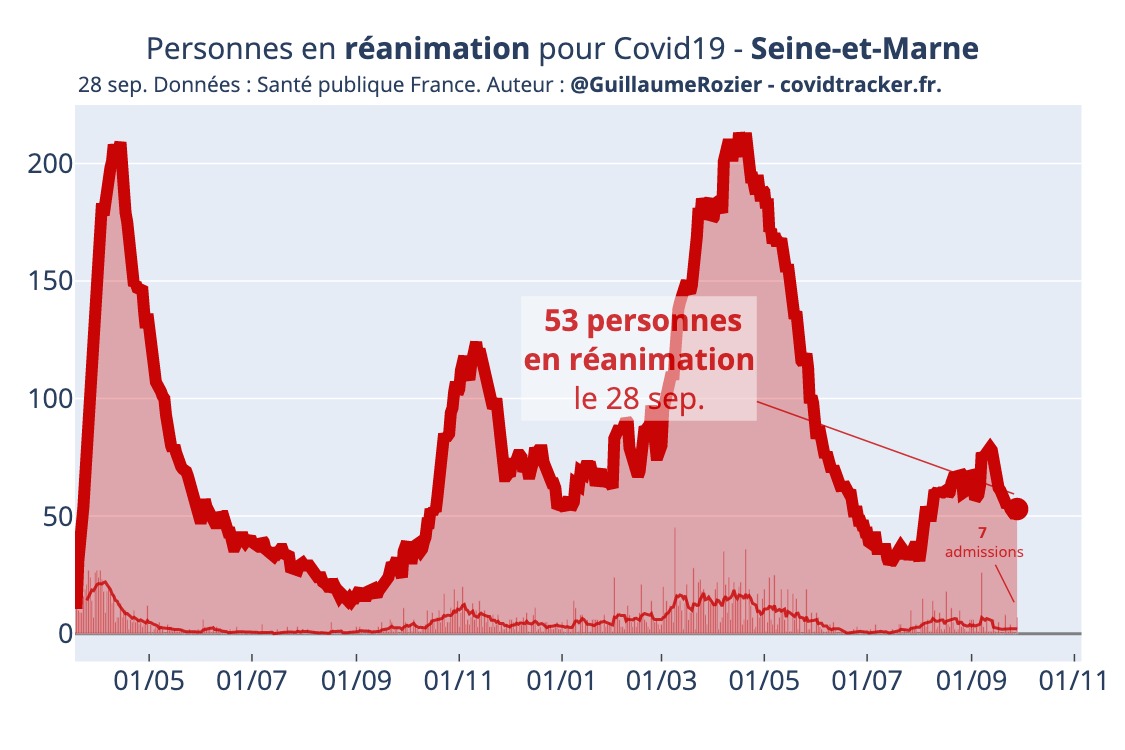 Personnes en réanimation pour Covid19 - Seine-et-Marne
28 sep. Données : Santé publique France. Auteur : @GuillaumeRozier - covidtracker.fr.
200
150
100
50
0
53 personnes
en réanimation
le 28 sep.
7
admissions
01/05
01/07
01/09
01/11
01/01
01/03
01/05
01/07
01/09
01/11